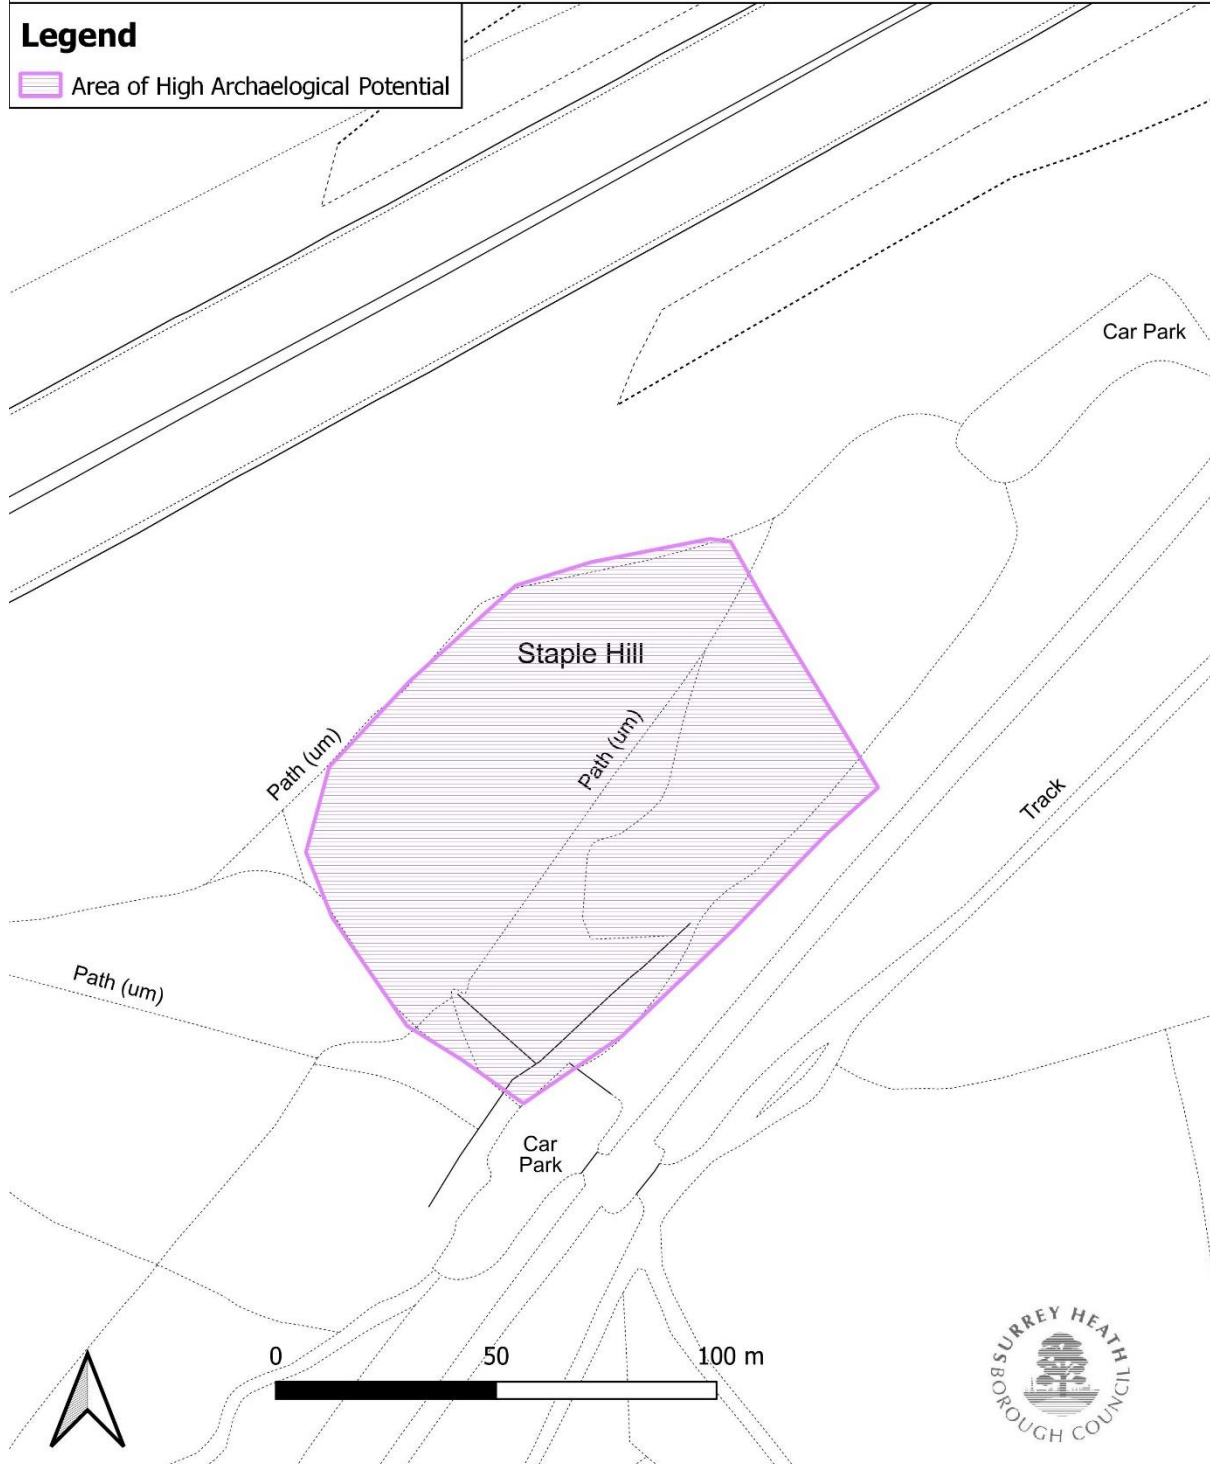 Legend
Area of High Archaelogical Potential
Car Park
Staple Hill
Path (um)
Path (um)
Track
Path (um)
Car
Park
0 50 100 m
SURREY HEATH
BOROUGH COUNCIL